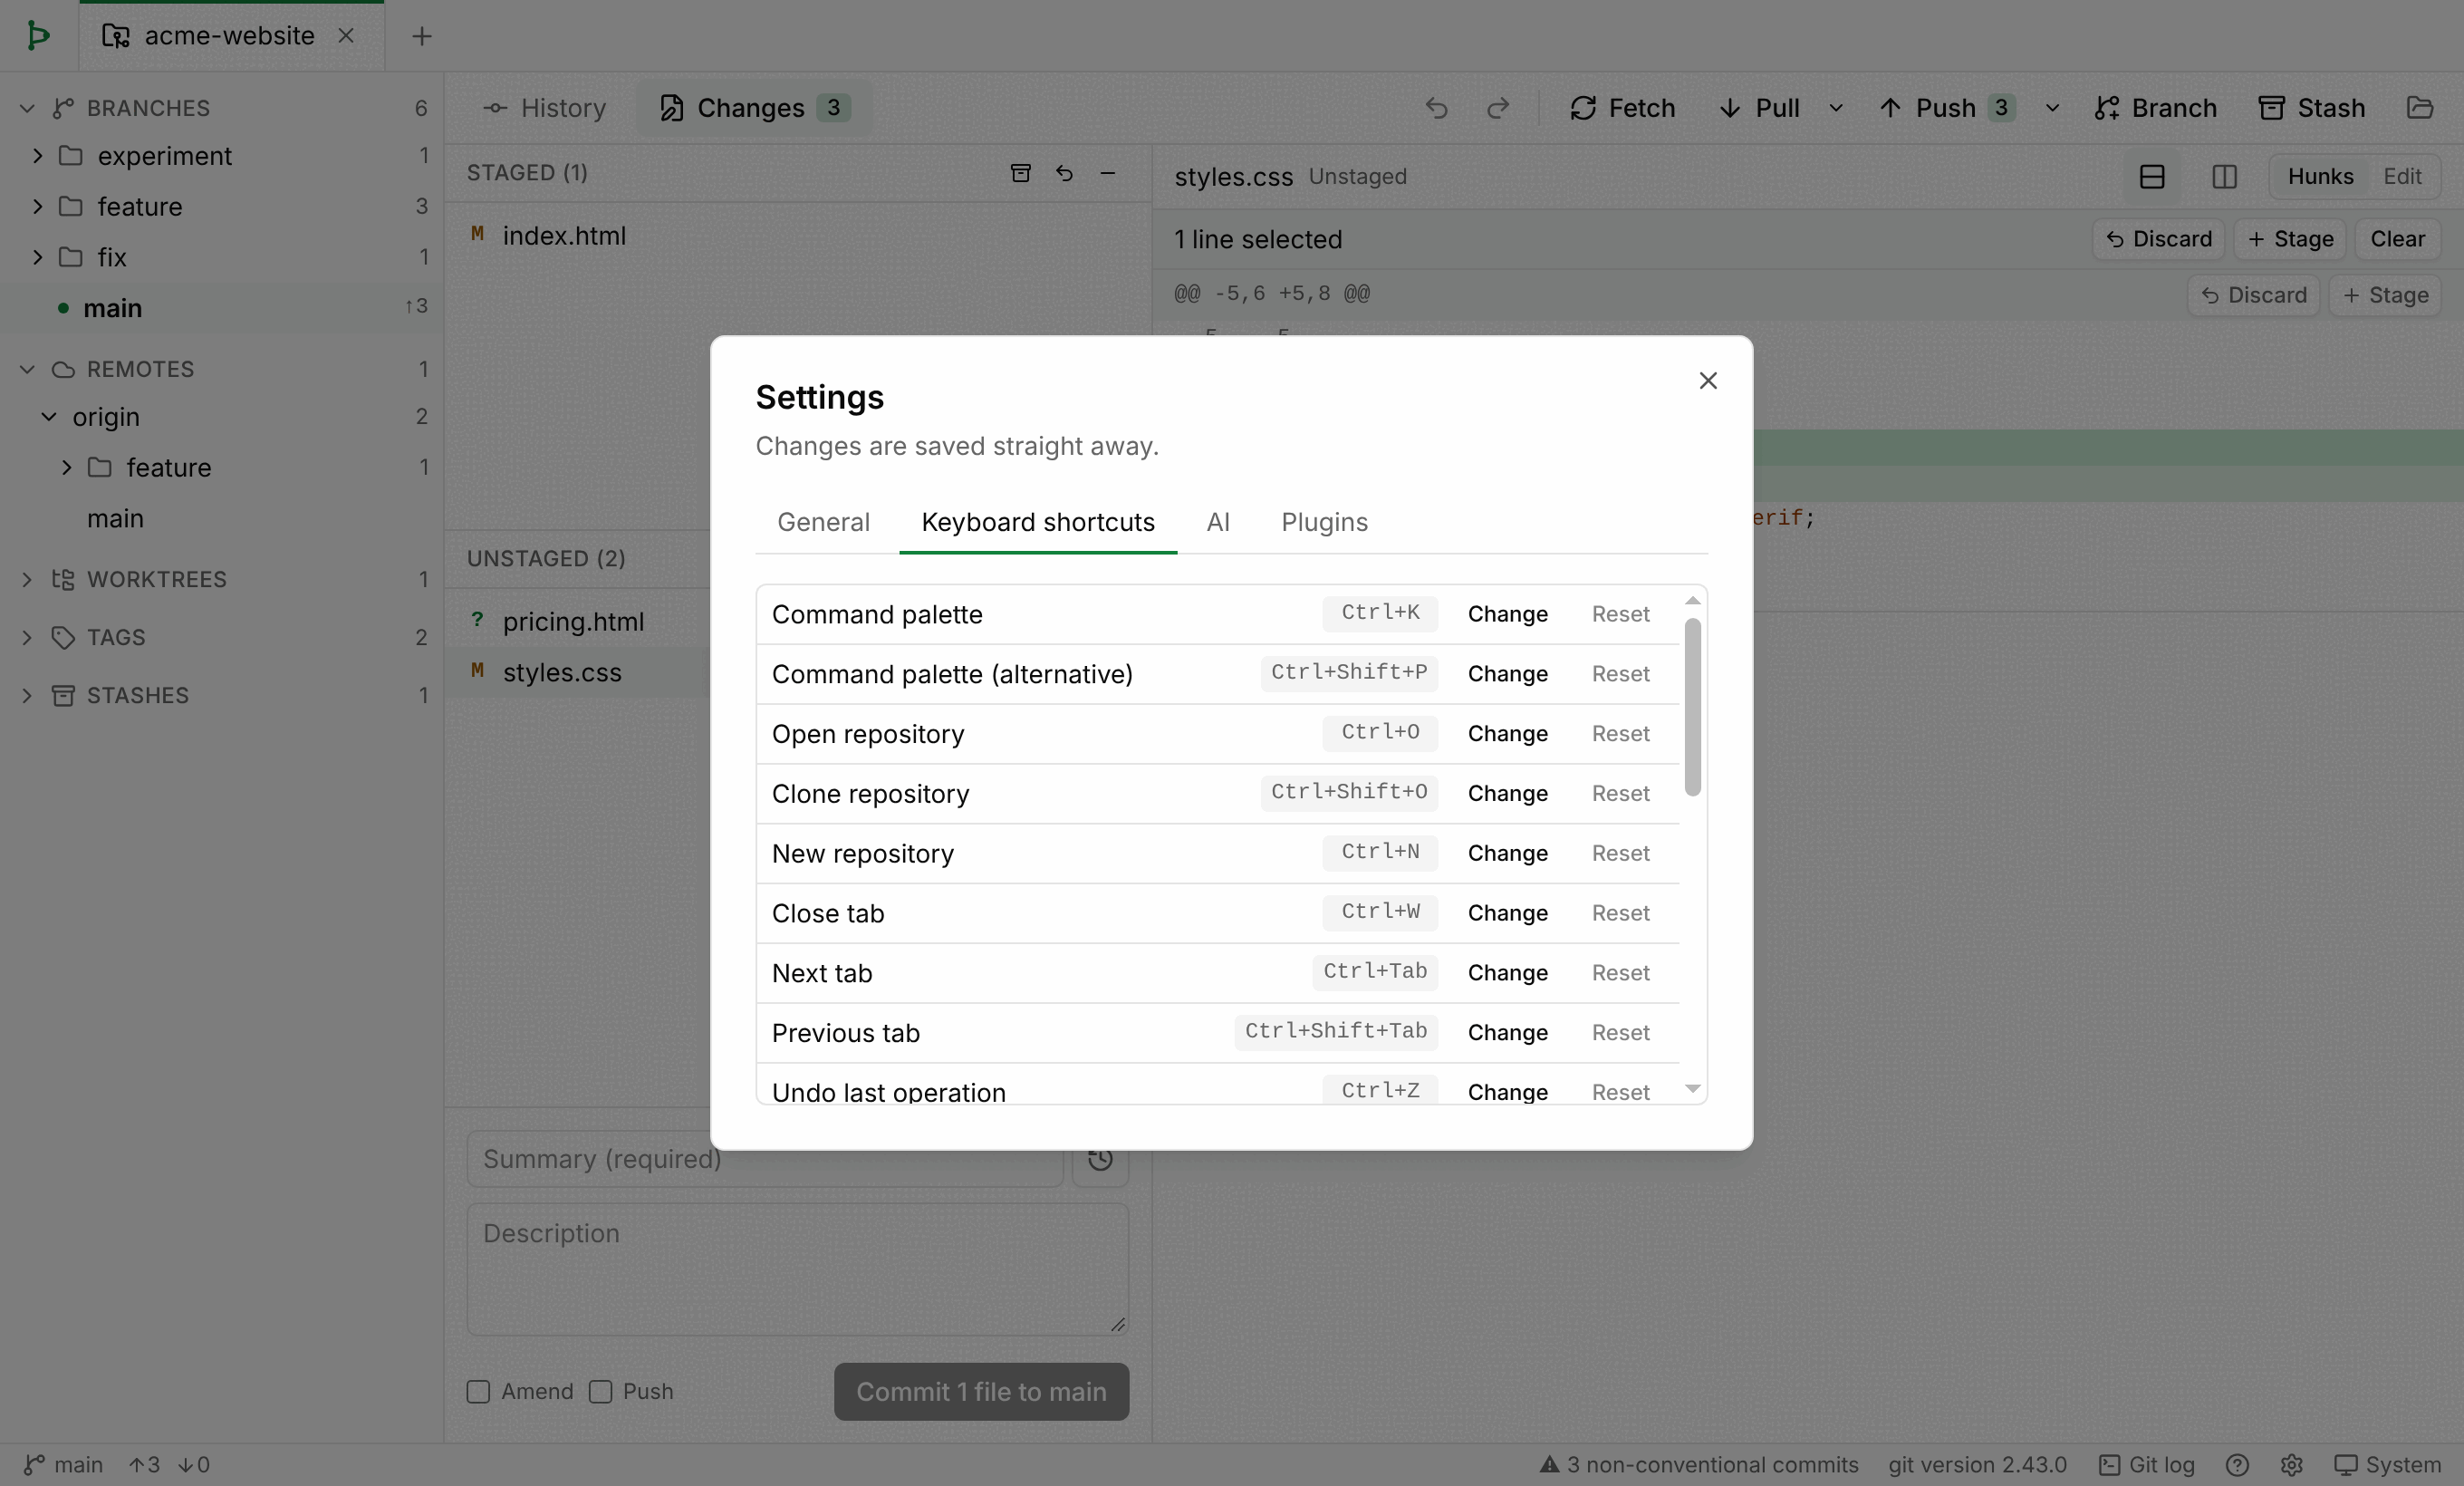 acme-website
BRANCHES 6
experiment 1
feature 3
fix 1
main ↑3
REMOTES 1
origin 2
feature 1
main
WORKTREES 1
TAGS 2
STASHES 1
History
Changes 3
Fetch
Pull
Push 3
Branch
Stash
STAGED (1)
M index.html
UNSTAGED (2)
? pricing.html
M styles.css
styles.css Unstaged
Hunks Edit
1 line selected
Discard + Stage Clear
@@ -5,6 +5,8 @@
Discard + Stage
erif;
Settings
Changes are saved straight away.
General Keyboard shortcuts AI Plugins
Command palette Ctrl+K Change Reset
Command palette (alternative) Ctrl+Shift+P Change Reset
Open repository Ctrl+O Change Reset
Clone repository Ctrl+Shift+O Change Reset
New repository Ctrl+N Change Reset
Close tab Ctrl+W Change Reset
Next tab Ctrl+Tab Change Reset
Previous tab Ctrl+Shift+Tab Change Reset
Undo last operation Ctrl+Z Change Reset
Summary (required)
Description
Amend Push
Commit 1 file to main
main ↑3 ↓0
3 non-conventional commits git version 2.43.0 Git log System